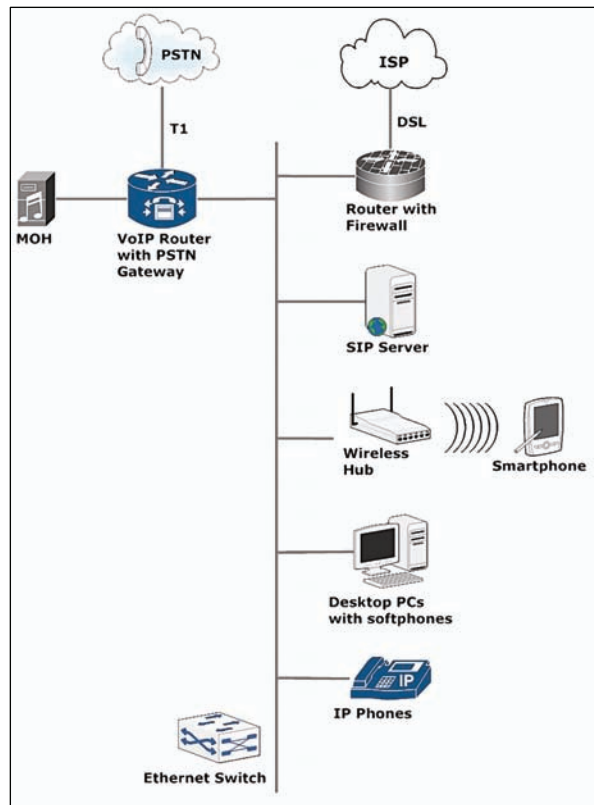 PSTN
ISP
T1
DSL
MOH
VoIP Router
with PSTN
Gateway
Router with
Firewall
SIP Server
Wireless
Hub
Smartphone
Desktop PCs
with softphones
IP
IP Phones
Ethernet Switch